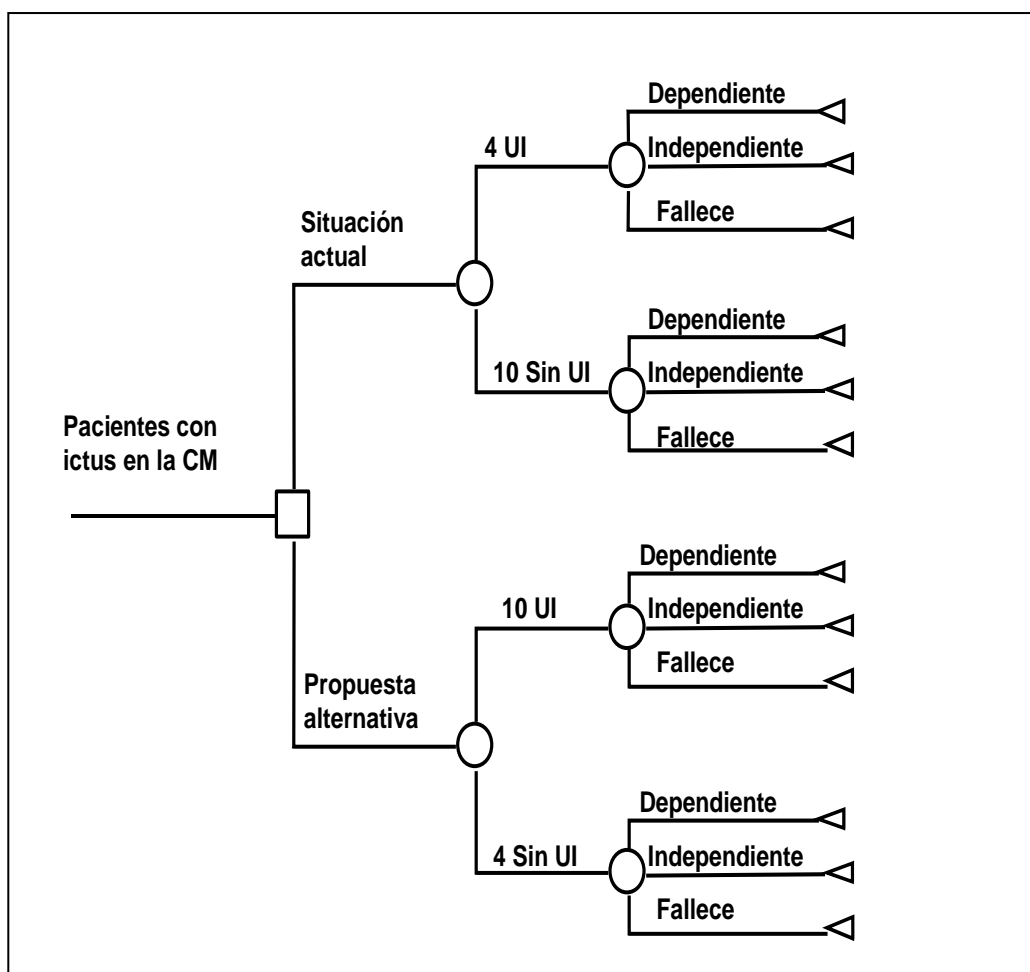 Dependiente
4 UI
Independiente
Situación
actual
Fallece
Dependiente
10 Sin UI
Independiente
Fallece
Pacientes con
ictus en la CM
Dependiente
10 UI
Independiente
Fallece
Propuesta
alternativa
Dependiente
4 Sin UI
Independiente
Fallece